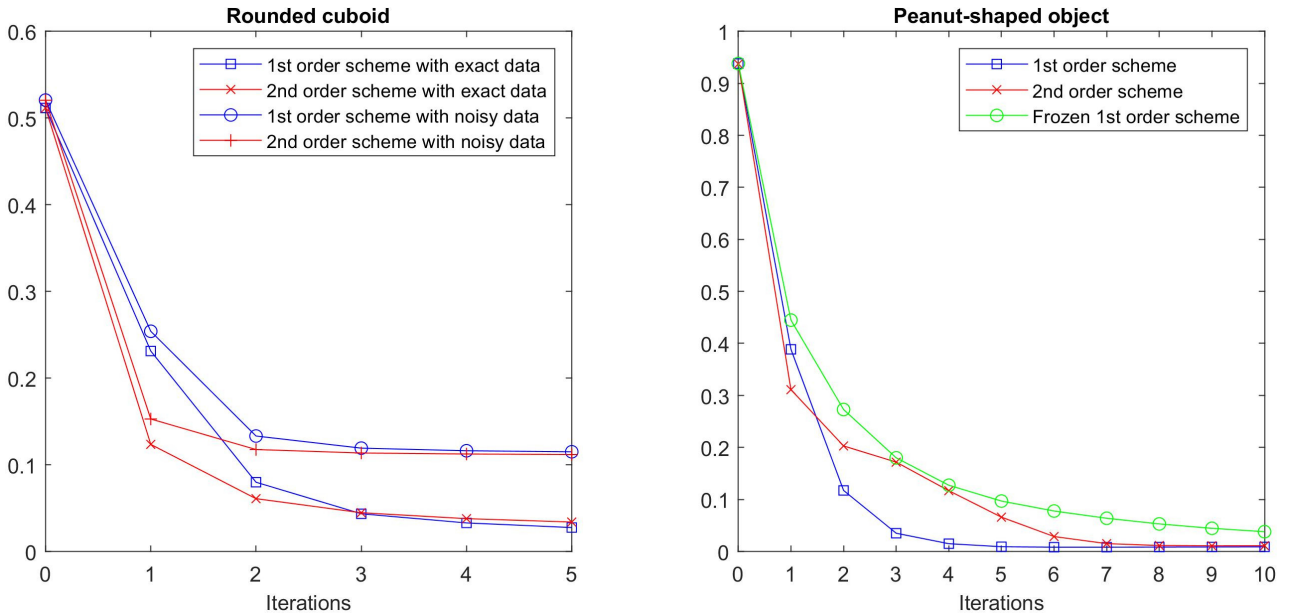 Rounded cuboid
0.6
0.5
0.4
0.3
0.2
0.1
0
1st order scheme with exact data
2nd order scheme with exact data
1st order scheme with noisy data
2nd order scheme with noisy data
0 1 2 3 4 5
Iterations
Peanut-shaped object
1
0.9
0.8
0.7
0.6
0.5
0.4
0.3
0.2
0.1
0
1st order scheme
2nd order scheme
Frozen 1st order scheme
0 1 2 3 4 5 6 7 8 9 10
Iterations